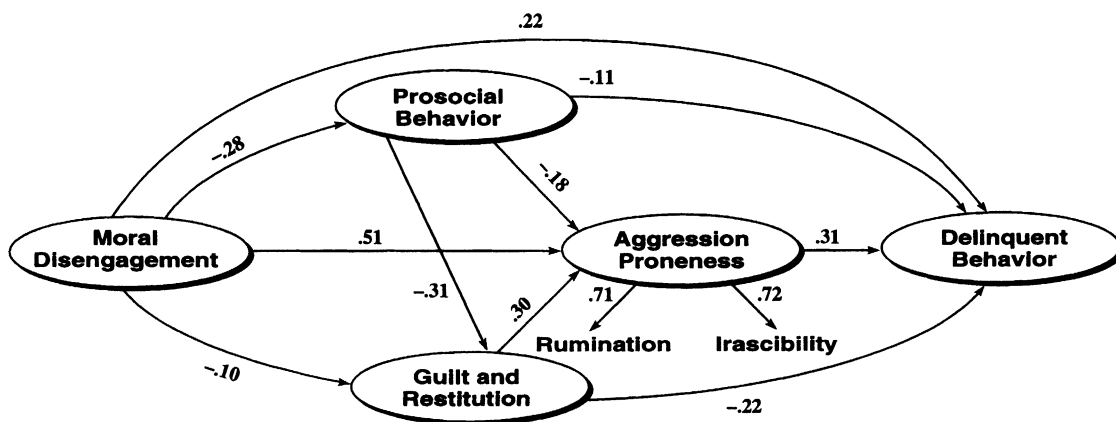 .22
-.11
Prosocial
Behavior
-.28
-.18
Moral
Disengagement
.51
Aggression
Proneness
.31
Delinquent
Behavior
-.31
.30
.71
.72
Rumination
Irascibility
-.10
Guilt and
Restitution
-.22